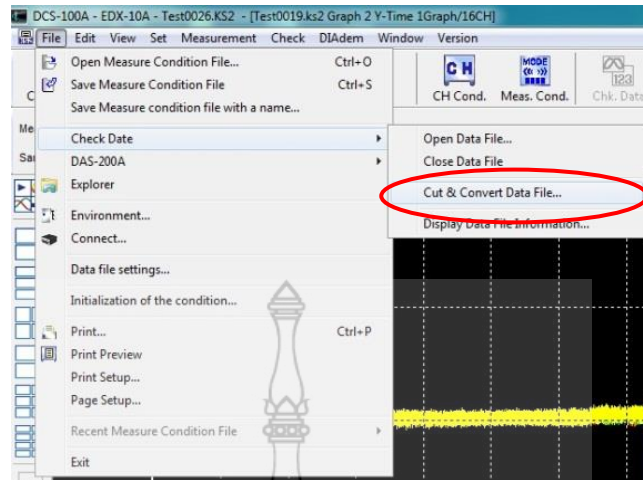 DCS-100A - EDX-10A - Test0026.KS2 - [Test0019.ks2 Graph 2 Y-Time 1Graph/16CH]
File Edit View Set Measurement Check DIAdem Window Version
Open Measure Condition File... Ctrl+O
Save Measure Condition File Ctrl+S
Save Measure condition file with a name...
Check Date
DAS-200A
Explorer
Environment...
Connect...
Data file settings...
Initialization of the condition...
Print... Ctrl+P
Print Preview
Print Setup...
Page Setup...
Recent Measure Condition File
Exit
CH
CH Cond.
MODE
Meas. Cond.
123
Chk. Data
Open Data File...
Close Data File
Cut & Convert Data File...
Display Data File Information...